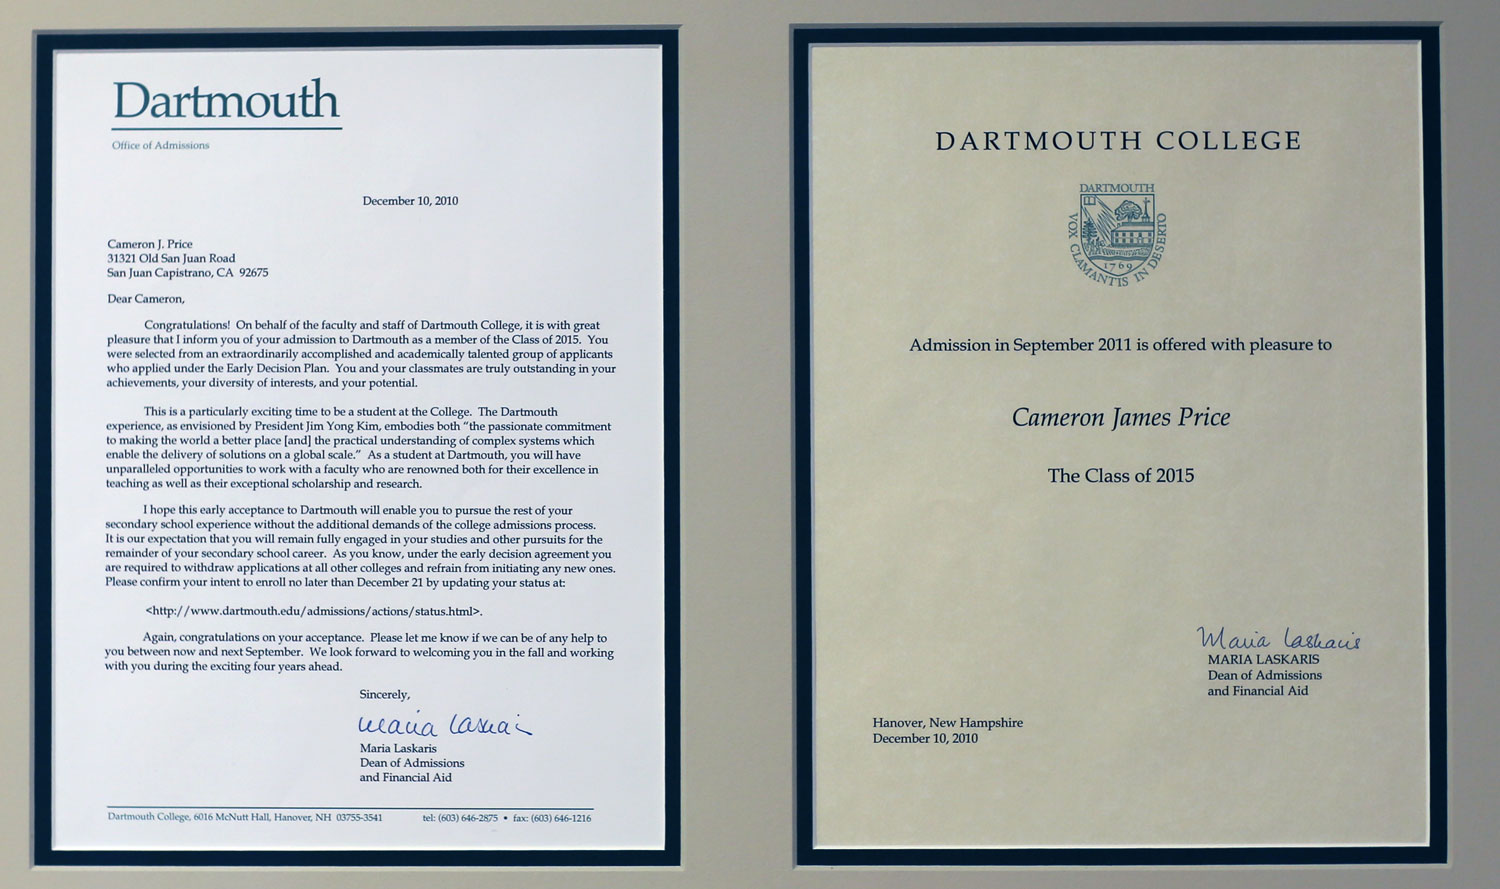 Dartmouth
Office of Admissions
December 10, 2010
Cameron J. Price
31321 Old San Juan Road
San Juan Capistrano, CA 92675
Dear Cameron,
Congratulations! On behalf of the faculty and staff of Dartmouth College, it is with great
pleasure that I inform you of your admission to Dartmouth as a member of the Class of 2015. You
were selected from an extraordinarily accomplished and academically talented group of applicants
who applied under the Early Decision Plan. You and your classmates are truly outstanding in your
achievements, your diversity of interests, and your potential.
This is a particularly exciting time to be a student at the College. The Dartmouth
experience, as envisioned by President Jim Yong Kim, embodies both “the passionate commitment
to making the world a better place [and] the practical understanding of complex systems which
enable the delivery of solutions on a global scale.” As a student at Dartmouth, you will have
unparalleled opportunities to work with a faculty who are renowned both for their excellence in
teaching as well as their exceptional scholarship and research.
I hope this early acceptance to Dartmouth will enable you to pursue the rest of your
secondary school experience without the additional demands of the college admissions process.
It is our expectation that you will remain fully engaged in your studies and other pursuits for the
remainder of your secondary school career. As you know, under the early decision agreement you
are required to withdraw applications at all other colleges and refrain from initiating any new ones.
Please confirm your intent to enroll no later than December 21 by updating your status at:
<http://www.dartmouth.edu/admissions/actions/status.html>.
Again, congratulations on your acceptance. Please let me know if we can be of any help to
you between now and next September. We look forward to welcoming you in the fall and working
with you during the exciting four years ahead.
Sincerely,
Maria Laskaris
Maria Laskaris
Dean of Admissions
and Financial Aid
Dartmouth College, 6016 McNutt Hall, Hanover, NH 03755-3541 tel: (603) 646-2875 • fax: (603) 646-1216
DARTMOUTH COLLEGE
DARTMOUTH
VOX CLAMANTIS IN DESERTO
1769
Admission in September 2011 is offered with pleasure to
Cameron James Price
The Class of 2015
Maria Laskaris
MARIA LASKARIS
Dean of Admissions
and Financial Aid
Hanover, New Hampshire
December 10, 2010